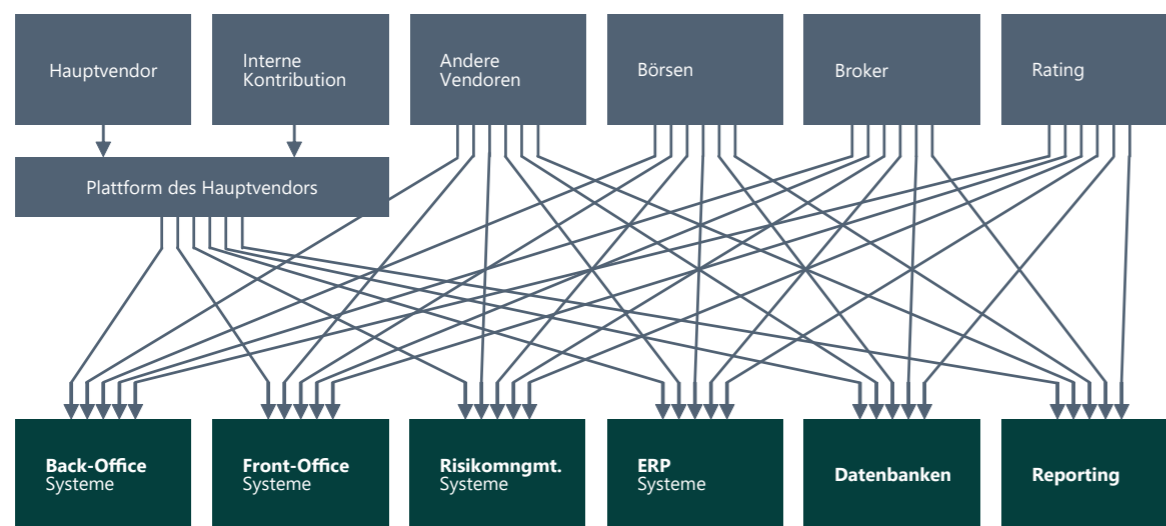 Hauptvendor
Interne
Kontribution
Andere
Vendoren
Börsen
Broker
Rating
Plattform des Hauptvendors
Back-Office
Systeme
Front-Office
Systeme
Risikomngmt.
Systeme
ERP
Systeme
Datenbanken
Reporting